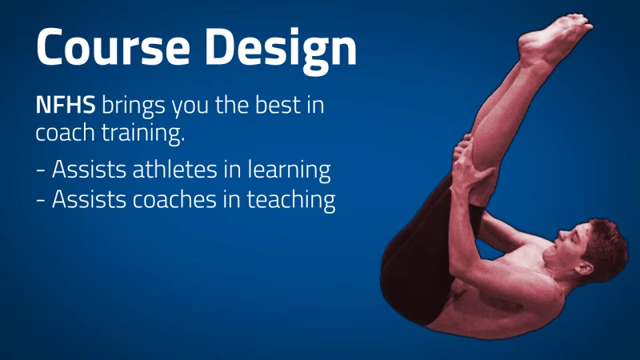 Course Design
NFHS brings you the best in
coach training.
- Assists athletes in learning
- Assists coaches in teaching